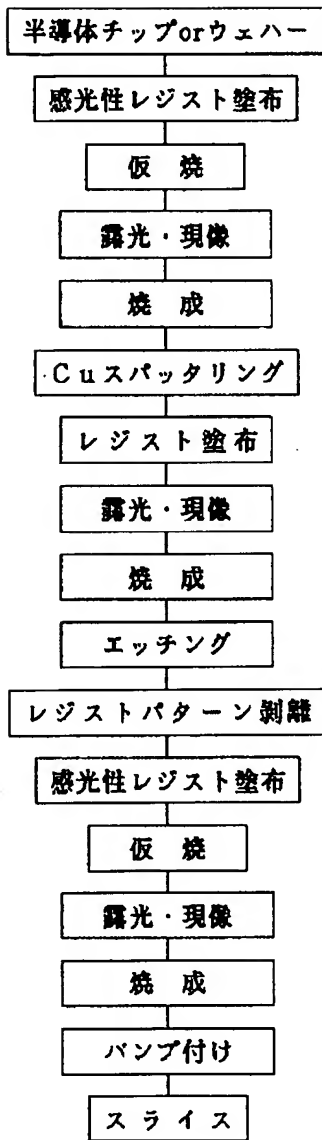 半導体チップorウェハー
感光性レジスト塗布
仮 焼
露光・現像
焼 成
Cuスパッタリング
レジスト塗布
露光・現像
焼 成
エッチング
レジストパターン剥離
感光性レジスト塗布
仮 焼
露光・現像
焼 成
バンプ付け
スライス